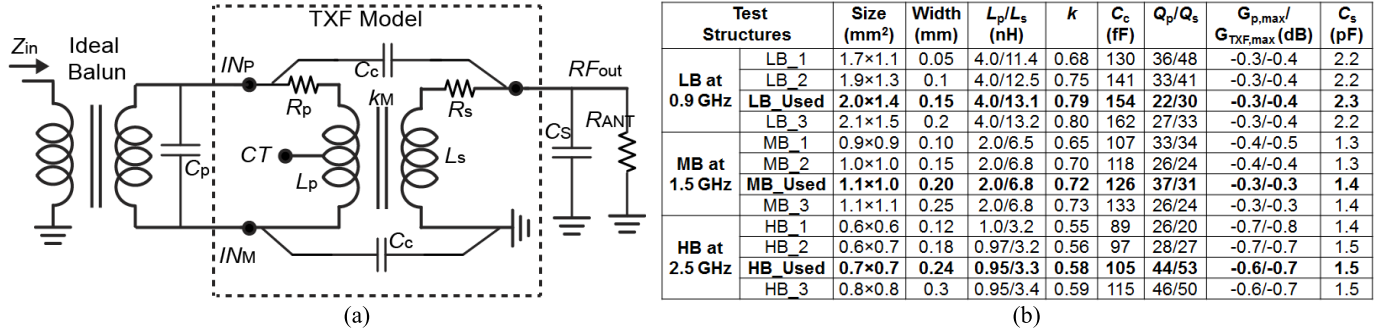 TXF Model
Ideal
Balun
Zin
INP
Cc
RFout
Rp
kM
Rs
CT
Lp
Ls
CS
RANT
Cp
INM
Cc
(a)
Test Structures Size (mm²) Width (mm) Lp/Ls (nH) k Cc (fF) Qp/Qs Gp,max/ GTXF,max (dB) Cs (pF)
LB at 0.9 GHz
LB_1 1.7×1.1 0.05 4.0/11.4 0.68 130 36/48 -0.3/-0.4 2.2
LB_2 1.9×1.3 0.1 4.0/12.5 0.75 141 33/41 -0.3/-0.4 2.2
LB_Used 2.0×1.4 0.15 4.0/13.1 0.79 154 22/30 -0.3/-0.4 2.3
LB_3 2.1×1.5 0.2 4.0/13.2 0.80 162 27/33 -0.3/-0.4 2.2
MB at 1.5 GHz
MB_1 0.9×0.9 0.10 2.0/6.5 0.65 107 33/34 -0.4/-0.5 1.3
MB_2 1.0×1.0 0.15 2.0/6.8 0.70 118 26/24 -0.4/-0.4 1.3
MB_Used 1.1×1.0 0.20 2.0/6.8 0.72 126 37/31 -0.3/-0.3 1.4
MB_3 1.1×1.1 0.25 2.0/6.8 0.73 133 26/24 -0.3/-0.3 1.4
HB at 2.5 GHz
HB_1 0.6×0.6 0.12 1.0/3.2 0.55 89 26/20 -0.7/-0.8 1.4
HB_2 0.6×0.7 0.18 0.97/3.2 0.56 97 28/27 -0.7/-0.7 1.5
HB_Used 0.7×0.7 0.24 0.95/3.3 0.58 105 44/53 -0.6/-0.7 1.5
HB_3 0.8×0.8 0.3 0.95/3.4 0.59 115 46/50 -0.6/-0.7 1.5
(b)